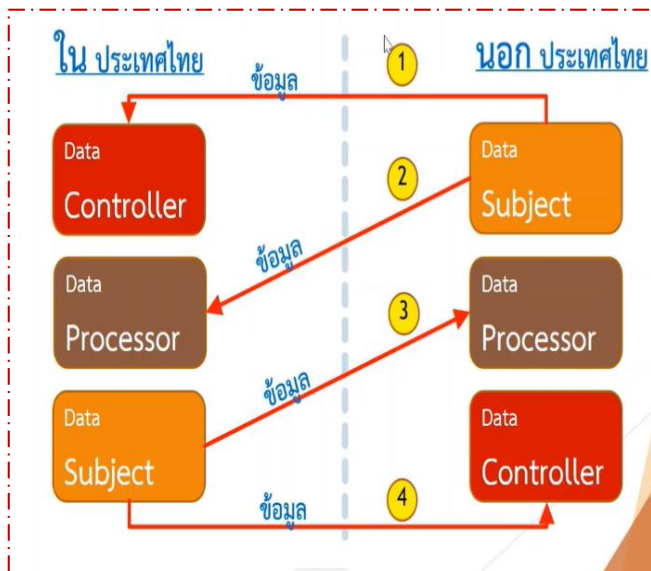 ใน ประเทศไทย
นอก ประเทศไทย
1
ข้อมูล
Data
Controller
Data
Subject
2
ข้อมูล
Data
Processor
Data
Processor
3
ข้อมูล
Data
Subject
Data
Controller
4
ข้อมูล